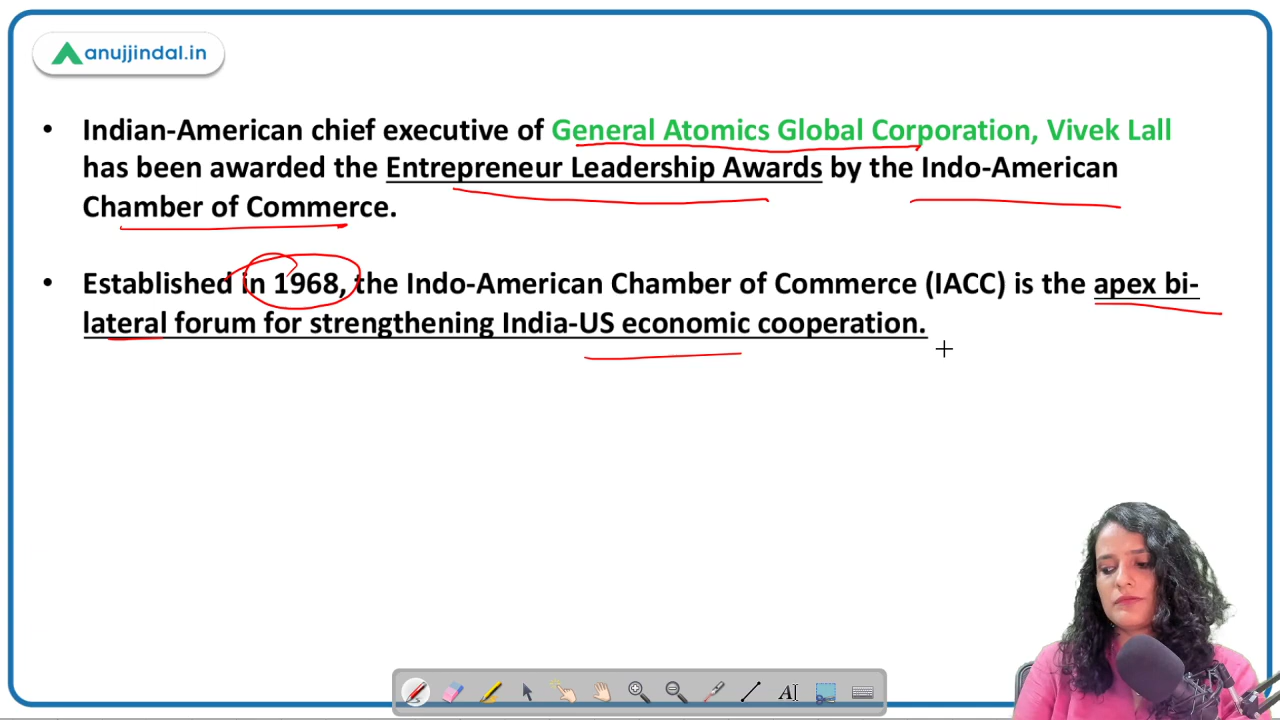 anujjindal.in
• Indian-American chief executive of General Atomics Global Corporation, Vivek Lall
has been awarded the Entrepreneur Leadership Awards by the Indo-American
Chamber of Commerce.
• Established in 1968, the Indo-American Chamber of Commerce (IACC) is the apex bi-
lateral forum for strengthening India-US economic cooperation.
AI